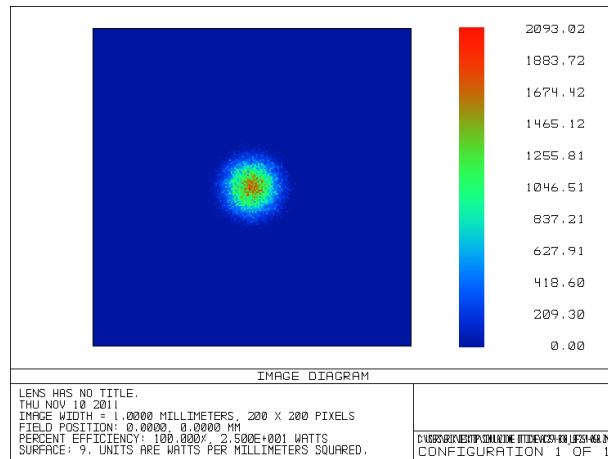 2093.02
1883.72
1674.42
1465.12
1255.81
1046.51
837.21
627.91
418.60
209.30
0.00
IMAGE DIAGRAM
LENS HAS NO TITLE.
THU NOV 10 2011
IMAGE WIDTH = 1.0000 MILLIMETERS, 200 X 200 PIXELS
FIELD POSITION: 0.0000, 0.0000 MM
PERCENT EFFICIENCY: 100.000%, 2.500E+001 WATTS
SURFACE: 9. UNITS ARE WATTS PER MILLIMETERS SQUARED.
CONFIGURATION 1 OF 1